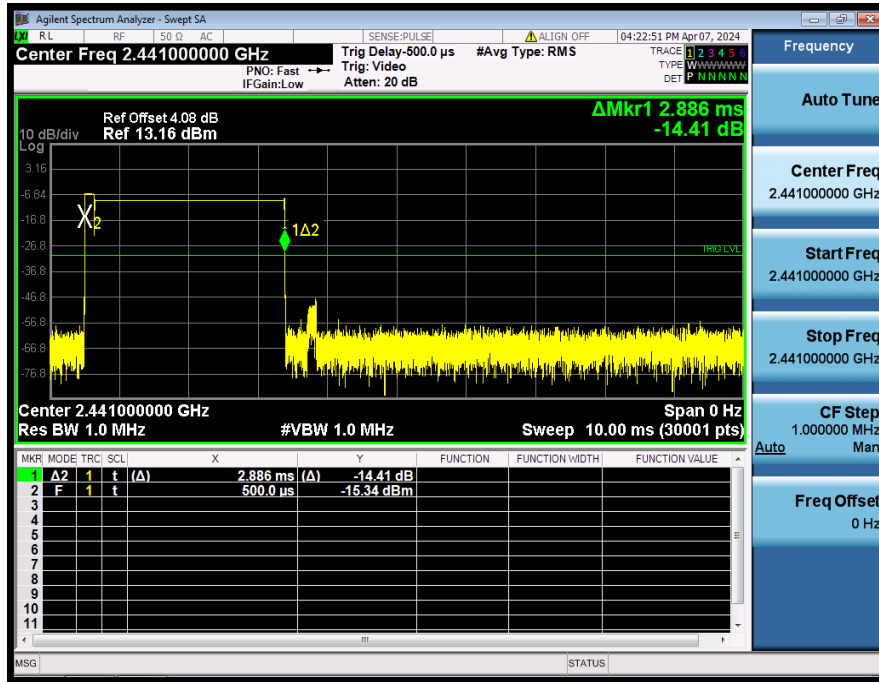 Agilent Spectrum Analyzer - Swept SA
LXI RL RF 50 Ω AC SENSE:PULSE ALIGN OFF 04:22:51 PM Apr 07, 2024
Center Freq 2.441000000 GHz
PNO: Fast
IFGain:Low
Trig Delay-500.0 µs
Trig: Video
Atten: 20 dB
#Avg Type: RMS
TRACE 1 2 3 4 5 6
TYPE WWWWWW
DET P N N N N N
Frequency
Auto Tune
Center Freq
2.441000000 GHz
Start Freq
2.441000000 GHz
Stop Freq
2.441000000 GHz
CF Step
1.000000 MHz
Auto Man
Freq Offset
0 Hz
ΔMkr1 2.886 ms
-14.41 dB
Ref Offset 4.08 dB
10 dB/div Ref 13.16 dBm
Log
3.16
-6.84
-16.8
-26.8
-36.8
-46.8
-56.8
-66.8
-76.8
2
1Δ2
TRIG LVL
Center 2.441000000 GHz Span 0 Hz
Res BW 1.0 MHz #VBW 1.0 MHz Sweep 10.00 ms (30001 pts)
MKR MODE TRC SCL X Y FUNCTION FUNCTION WIDTH FUNCTION VALUE
1 Δ2 1 t (Δ) 2.886 ms (Δ) -14.41 dB
2 F 1 t 500.0 µs -15.34 dBm
3
4
5
6
7
8
9
10
11
MSG STATUS